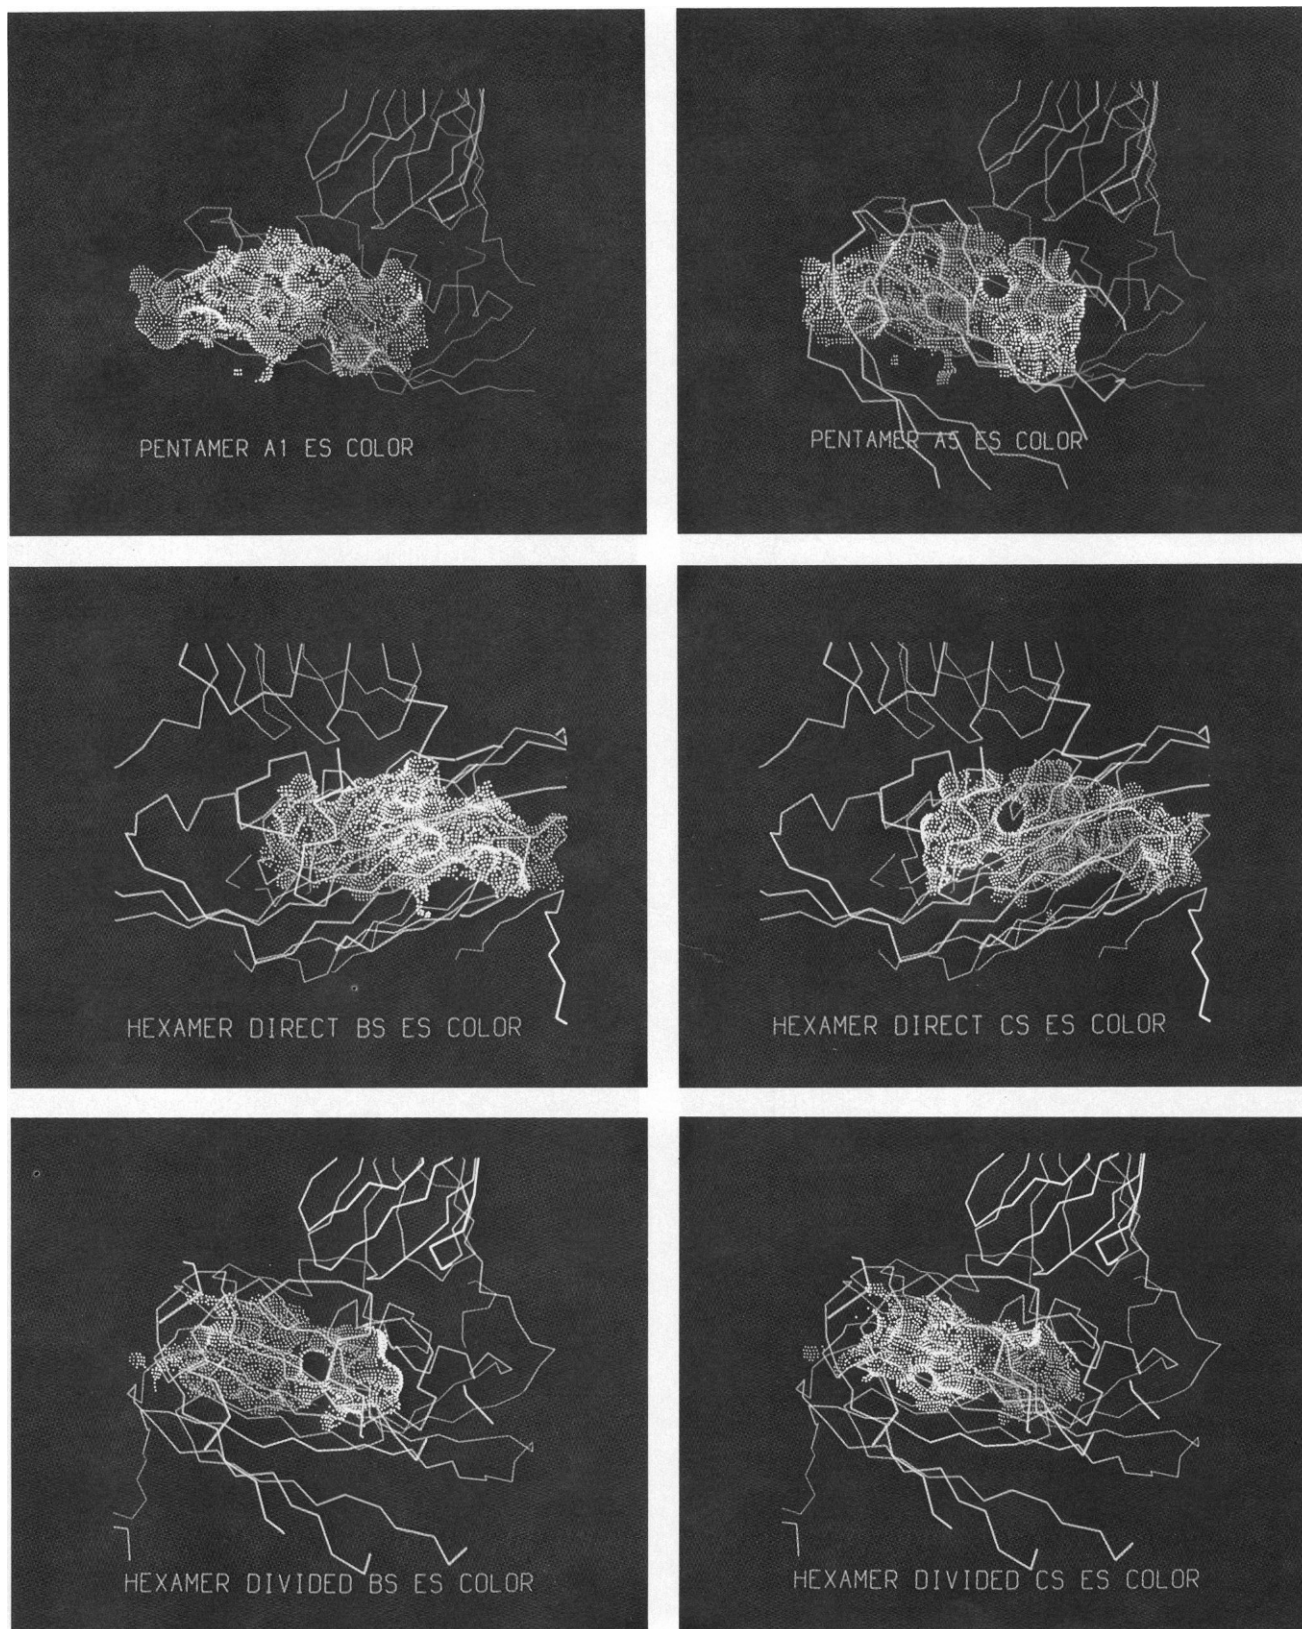 PENTAMER A1 ES COLOR
PENTAMER A5 ES COLOR
HEXAMER DIRECT BS ES COLOR
HEXAMER DIRECT CS ES COLOR
HEXAMER DIVIDED BS ES COLOR
HEXAMER DIVIDED CS ES COLOR